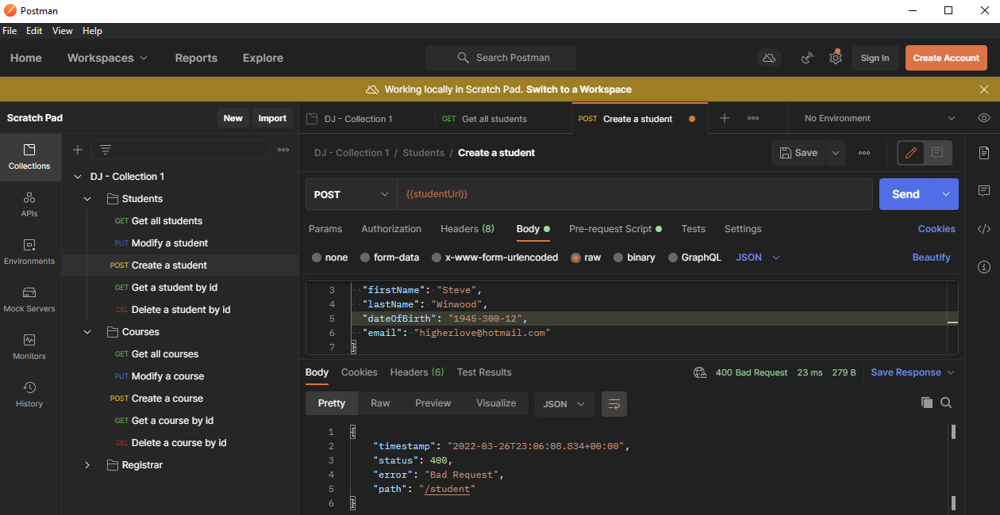 Postman
File Edit View Help
Home Workspaces Reports Explore Search Postman Sign In Create Account
Working locally in Scratch Pad. Switch to a Workspace
Scratch Pad New Import
DJ - Collection 1 GET Get all students POST Create a student No Environment
Collections
APIs
Environments
Mock Servers
Monitors
History
DJ - Collection 1
Students
GET Get all students
PUT Modify a student
POST Create a student
GET Get a student by id
DEL Delete a student by id
Courses
GET Get all courses
PUT Modify a course
POST Create a course
GET Get a course by id
DEL Delete a course by id
Registrar
DJ - Collection 1 / Students / Create a student Save
POST {{studentUrl}} Send
Params Authorization Headers (8) Body Pre-request Script Tests Settings Cookies
none form-data x-www-form-urlencoded raw binary GraphQL JSON Beautify
3 "firstName": "Steve",
4 "lastName": "Winwood",
5 "dateOfBirth": "1945-300-12",
6 "email": "higherlove@hotmail.com"
7 }
Body Cookies Headers (6) Test Results 400 Bad Request 23 ms 279 B Save Response
Pretty Raw Preview Visualize JSON
1 {
2 "timestamp": "2022-03-26T23:06:08.834+00:00",
3 "status": 400,
4 "error": "Bad Request",
5 "path": "/student"
6 }